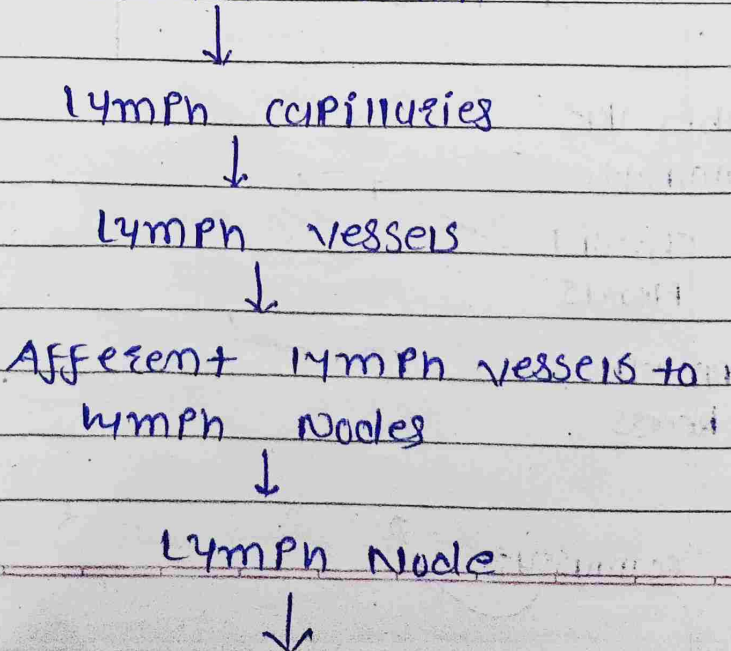 ↓
Lymph capillaries
↓
Lymph vessels
↓
Afferent lymph vessels to
lymph Nodes
↓
Lymph Node
↓